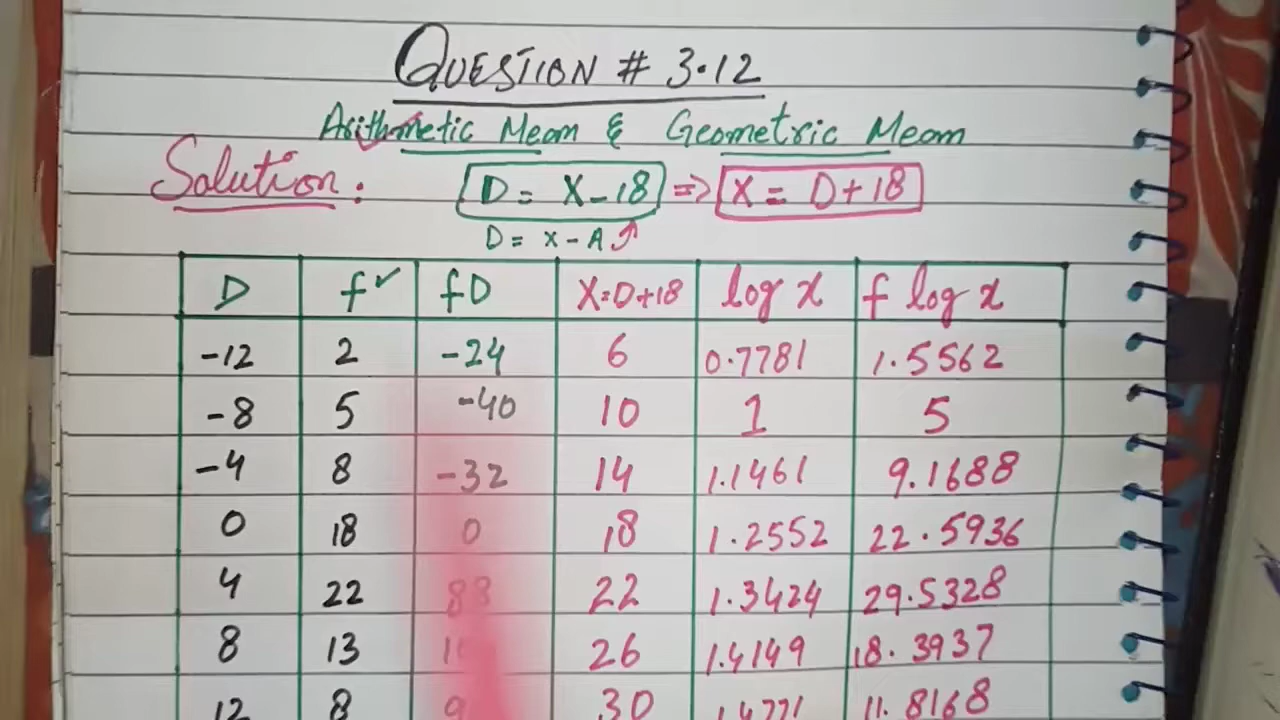 QUESTION # 3.12
Arithmetic Mean & Geometric Mean
Solution: D = X-18 => X = D+18
D = x - A
D f✓ fD X=D+18 log x f log x
-12 2 -24 6 0.7781 1.5562
-8 5 -40 10 1 5
-4 8 -32 14 1.1461 9.1688
0 18 0 18 1.2552 22.5936
4 22 88 22 1.3424 29.5328
8 13 26 1.4149 18.3937
12 8 30 1.4771 11.8168